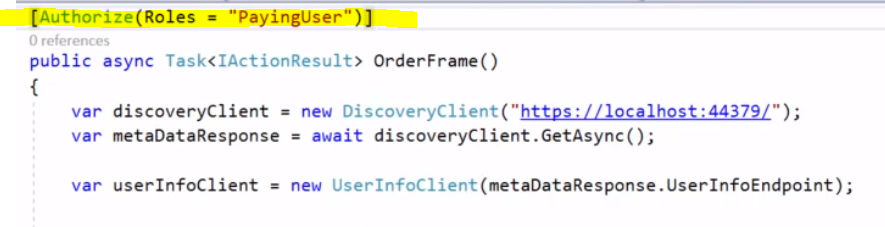 [Authorize(Roles = "PayingUser")]
0 references
public async Task<IActionResult> OrderFrame()
{
var discoveryClient = new DiscoveryClient("https://localhost:44379/");
var metaDataResponse = await discoveryClient.GetAsync();
var userInfoClient = new UserInfoClient(metaDataResponse.UserInfoEndpoint);